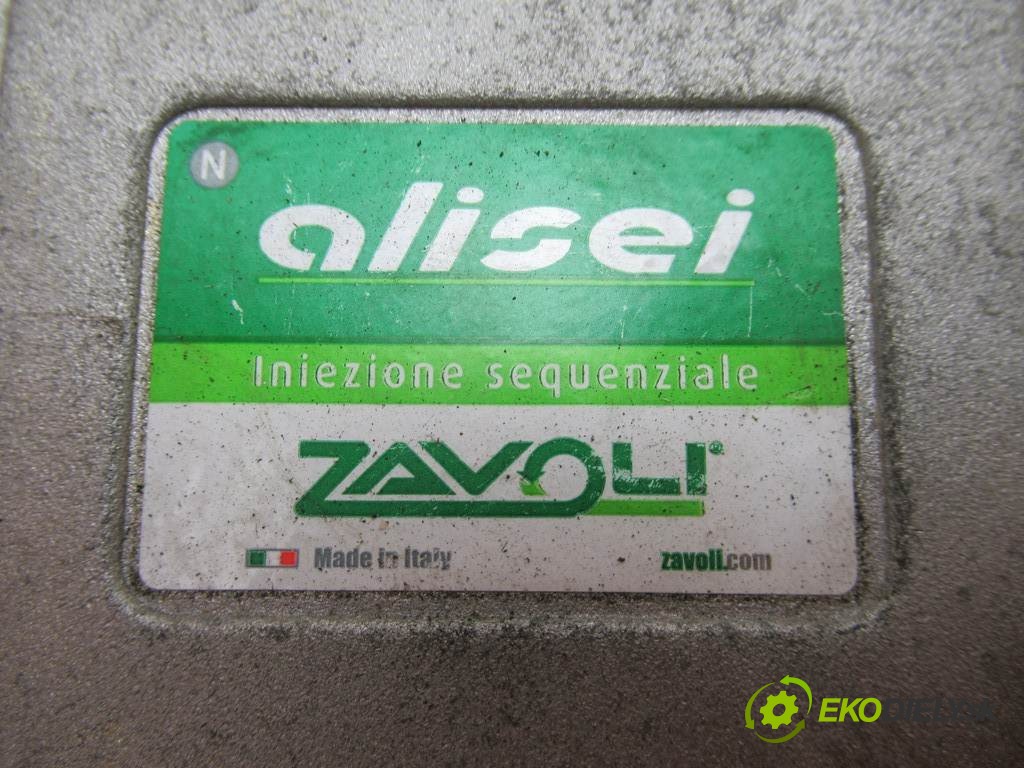 N
alisei
Iniezione sequenziale
ZAVOLI®
Made in Italy
zavoli.com
EKO